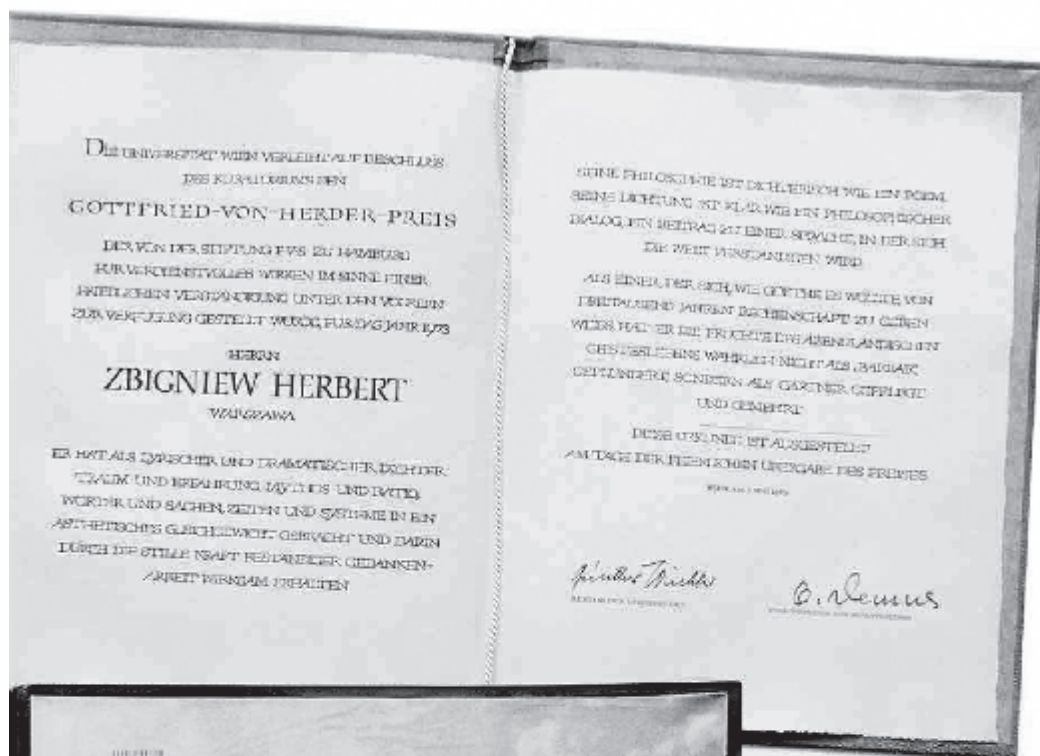 DIE UNIVERSITÄT WIEN VERLEIHT AUF BESCHLUSS
DES KURATORIUMS DEN
GOTTFRIED-VON-HERDER-PREIS
DER VON DER STIFTUNG F.V.S. ZU HAMBURG
FÜR VERDIENSTVOLLES WIRKEN IM SINNE EINER
FRIEDLICHEN VERSTÄNDIGUNG UNTER DEN VÖLKERN
ZUR VERFÜGUNG GESTELLT WURDE, FÜR DAS JAHR 1973
HERRN
ZBIGNIEW HERBERT
WARSZAWA
ER HAT ALS LYRISCHER UND DRAMATISCHER DICHTER
TRAUM UND ERFAHRUNG, MYTHOS UND RATIO,
WÖRTER UND SACHEN, ZEITEN UND SYSTEME IN EIN
ÄSTHETISCHES GLEICHGEWICHT GEBRACHT UND DARIN
DURCH DIE STILLE KRAFT BESTÄNDIGER GEDANKEN-
ARBEIT WIRKSAM ERHALTEN
SEINE PHILOSOPHIE IST DICHTERISCH WIE EIN POEM,
SEINE DICHTUNG IST KLAR WIE EIN PHILOSOPHISCHER
DIALOG, EIN BEITRAG ZU EINER SPRACHE, IN DER SICH
DIE WELT VERSTÄNDIGEN WIRD
ALS EINER, DER SICH, WIE GOETHE ES WOLLTE, VON
DREITAUSEND JAHREN RECHENSCHAFT ZU GEBEN
WEISS, HAT ER DIE FRÜCHTE DES ABENDLÄNDISCHEN
GEISTESLEBENS WAHRLICH NICHT ALS „BARBAR“
GEPLÜNDERT, SONDERN ALS GÄRTNER GEPFLEGT
UND GEMEHRT
DIESE URKUNDE IST AUSGESTELLT
AM TAGE DER FEIERLICHEN ÜBERGABE DES PREISES
O. Demus